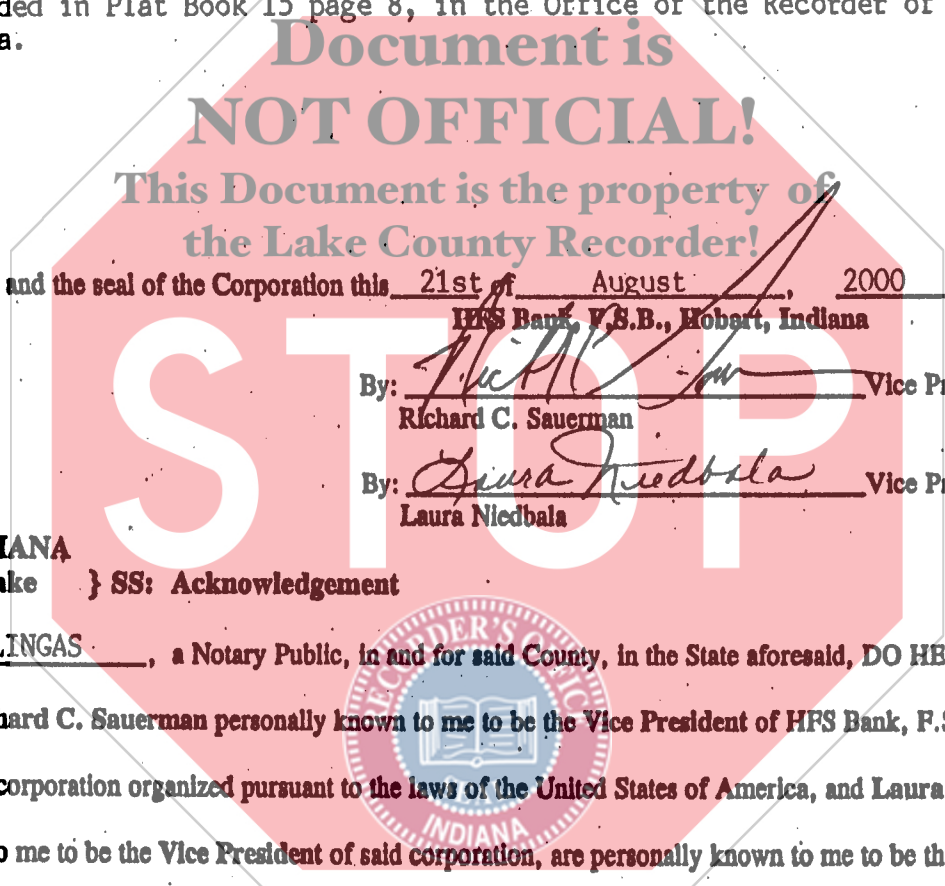 ded in Plat Book 15 page 8, in the Office of the Recorder of
a.
Document is
NOT OFFICIAL!
This Document is the property of
the Lake County Recorder!
and the seal of the Corporation this 21st of August, 2000
HFS Bank, F.S.B., Hobart, Indiana
By: Vice Pr
Richard C. Sauerman
By: Laura Niedbala Vice Pr
Laura Niedbala
STOP
IANA
ake } SS: Acknowledgement
LINGAS, a Notary Public, in and for said County, in the State aforesaid, DO HE
hard C. Sauerman personally known to me to be the Vice President of HFS Bank, F.S
corporation organized pursuant to the laws of the United States of America, and Laura
o me to be the Vice President of said corporation, are personally known to me to be th
RECORDER'S OFFICE
INDIANA